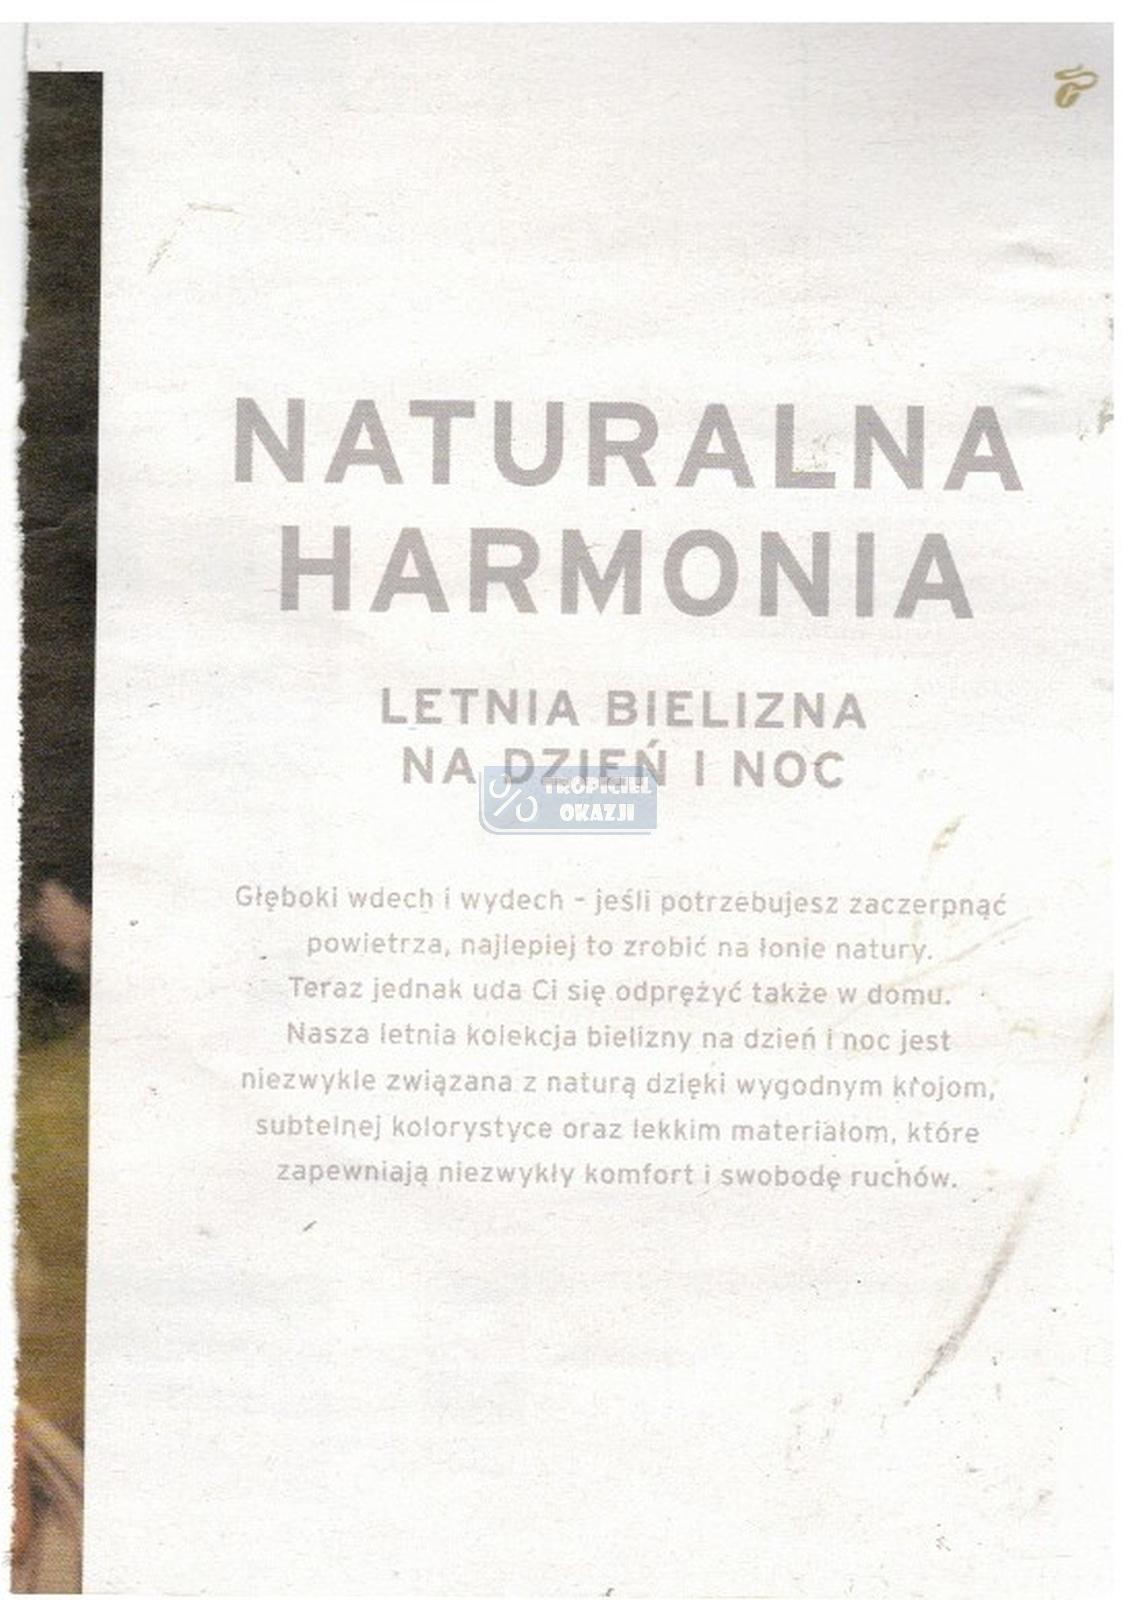 NATURALNA
HARMONIA
LETNIA BIELIZNA
NA DZIEŃ I NOC
% TROPICIEL
OKAZJI
Głęboki wdech i wydech – jeśli potrzebujesz zaczerpnąć
powietrza, najlepiej to zrobić na łonie natury.
Teraz jednak uda Ci się odprężyć także w domu.
Nasza letnia kolekcja bielizny na dzień i noc jest
niezwykle związana z naturą dzięki wygodnym krojom,
subtelnej kolorystyce oraz lekkim materiałom, które
zapewniają niezwykły komfort i swobodę ruchów.